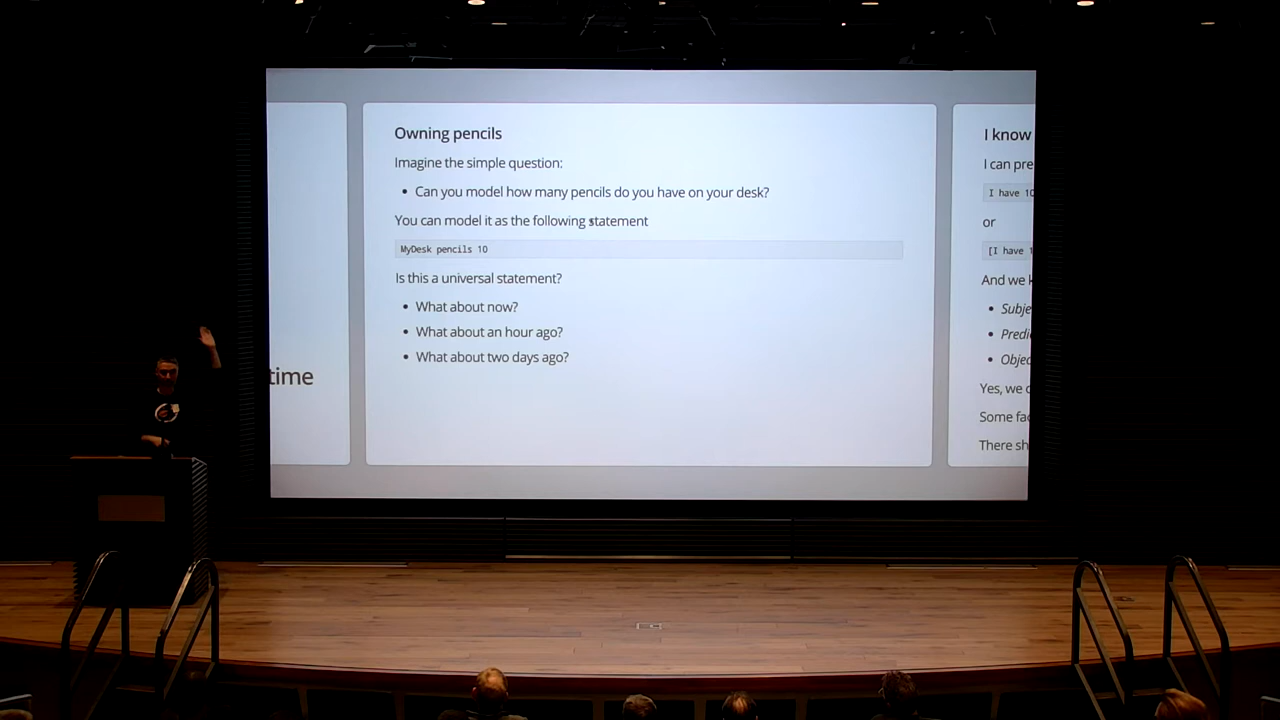 time
Owning pencils
Imagine the simple question:
Can you model how many pencils do you have on your desk?
You can model it as the following statement
MyDesk pencils 10
Is this a universal statement?
What about now?
What about an hour ago?
What about two days ago?
I know
I can pre
I have 10
or
[I have 1
And we k
Subje
Predic
Objec
Yes, we c
Some fac
There sh